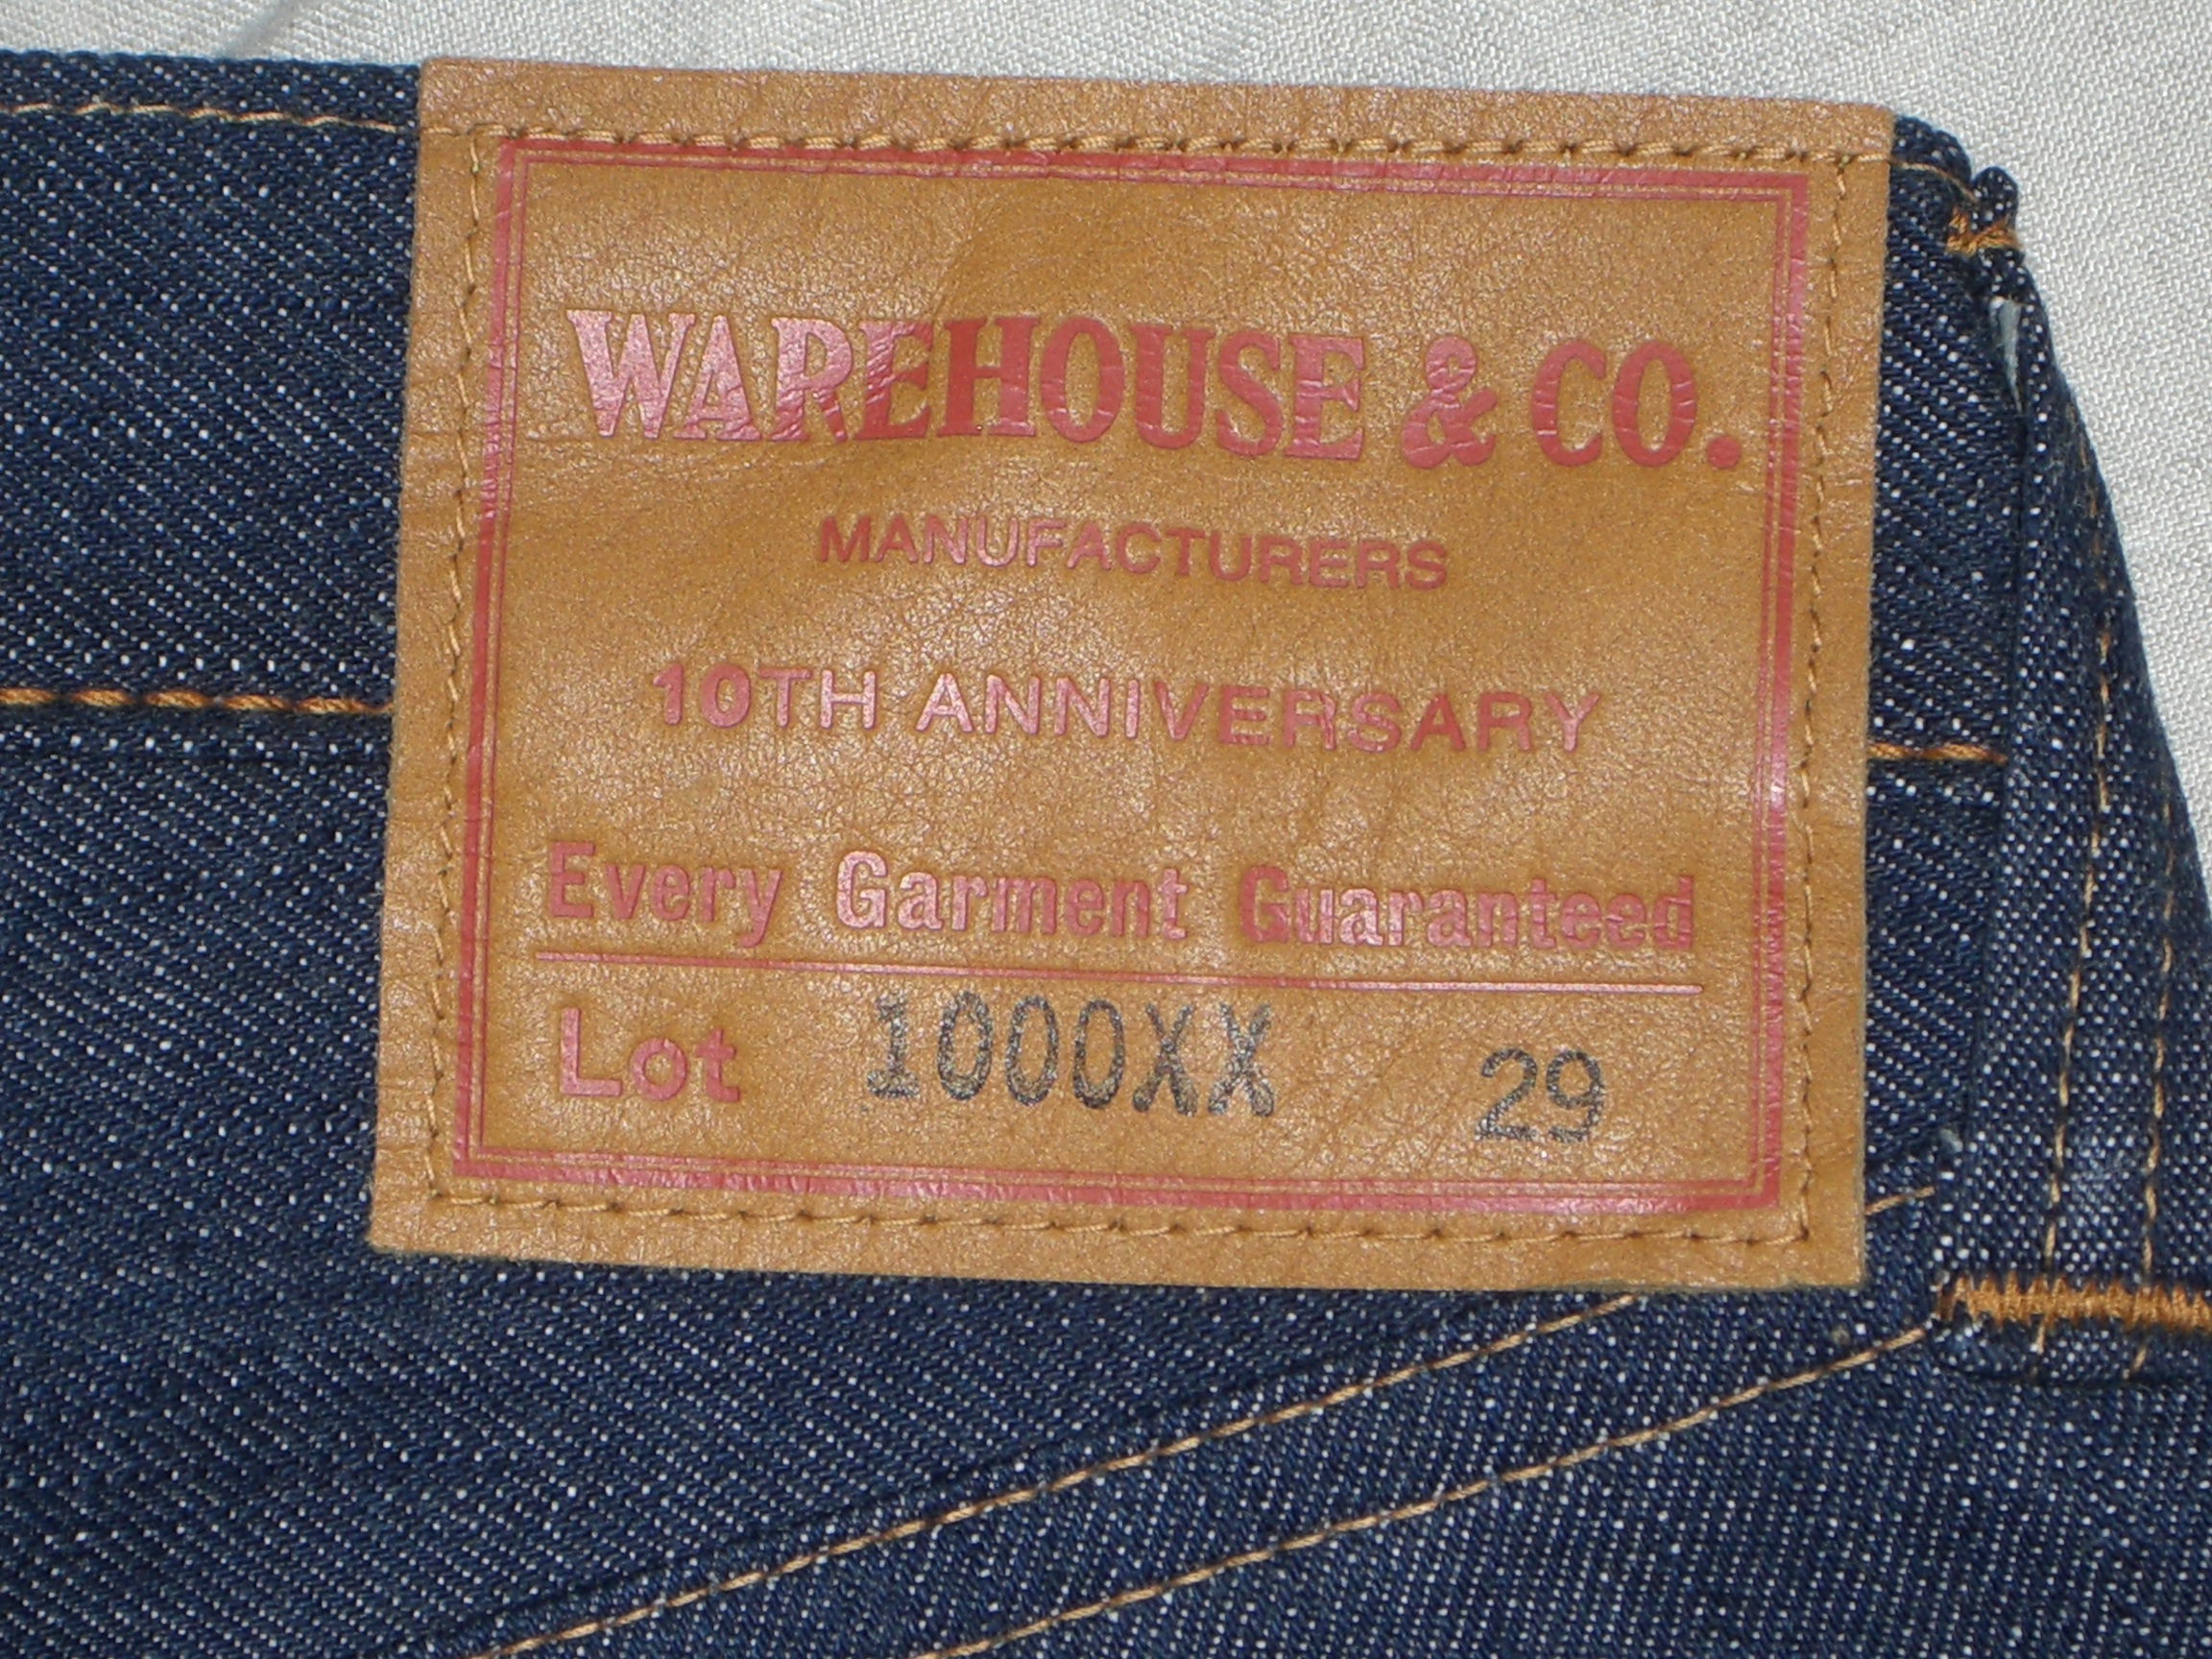 WAREHOUSE & CO.
MANUFACTURERS
10TH ANNIVERSARY
Every Garment Guaranteed
Lot 1000XX 29